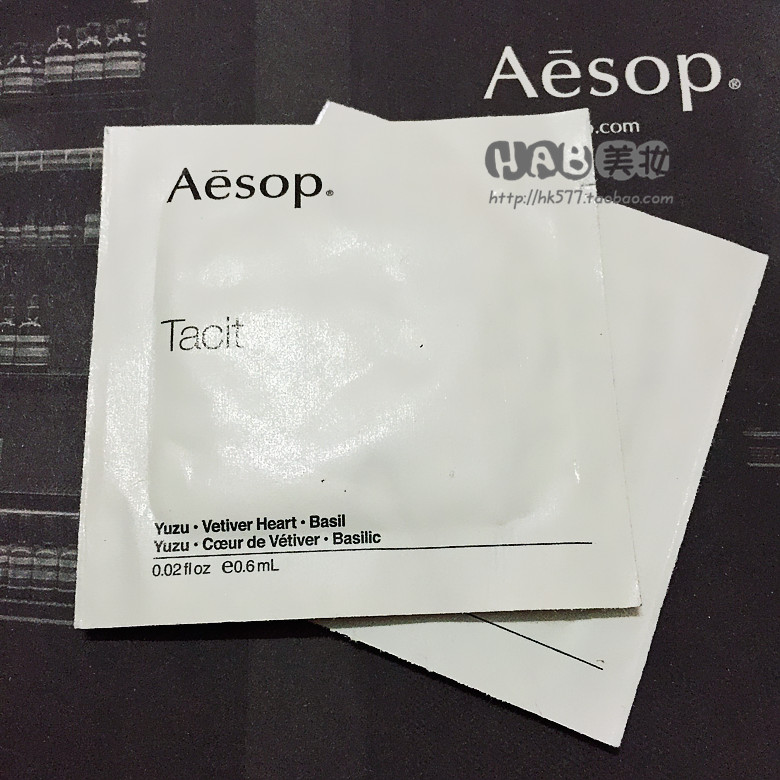 Aēsop®
o.com
HAB美妆
http://hk577.taobao.com
Aēsop®
Tacit
Yuzu • Vetiver Heart • Basil
Yuzu • Cœur de Vétiver • Basilic
0.02 fl oz ℮0.6 mL